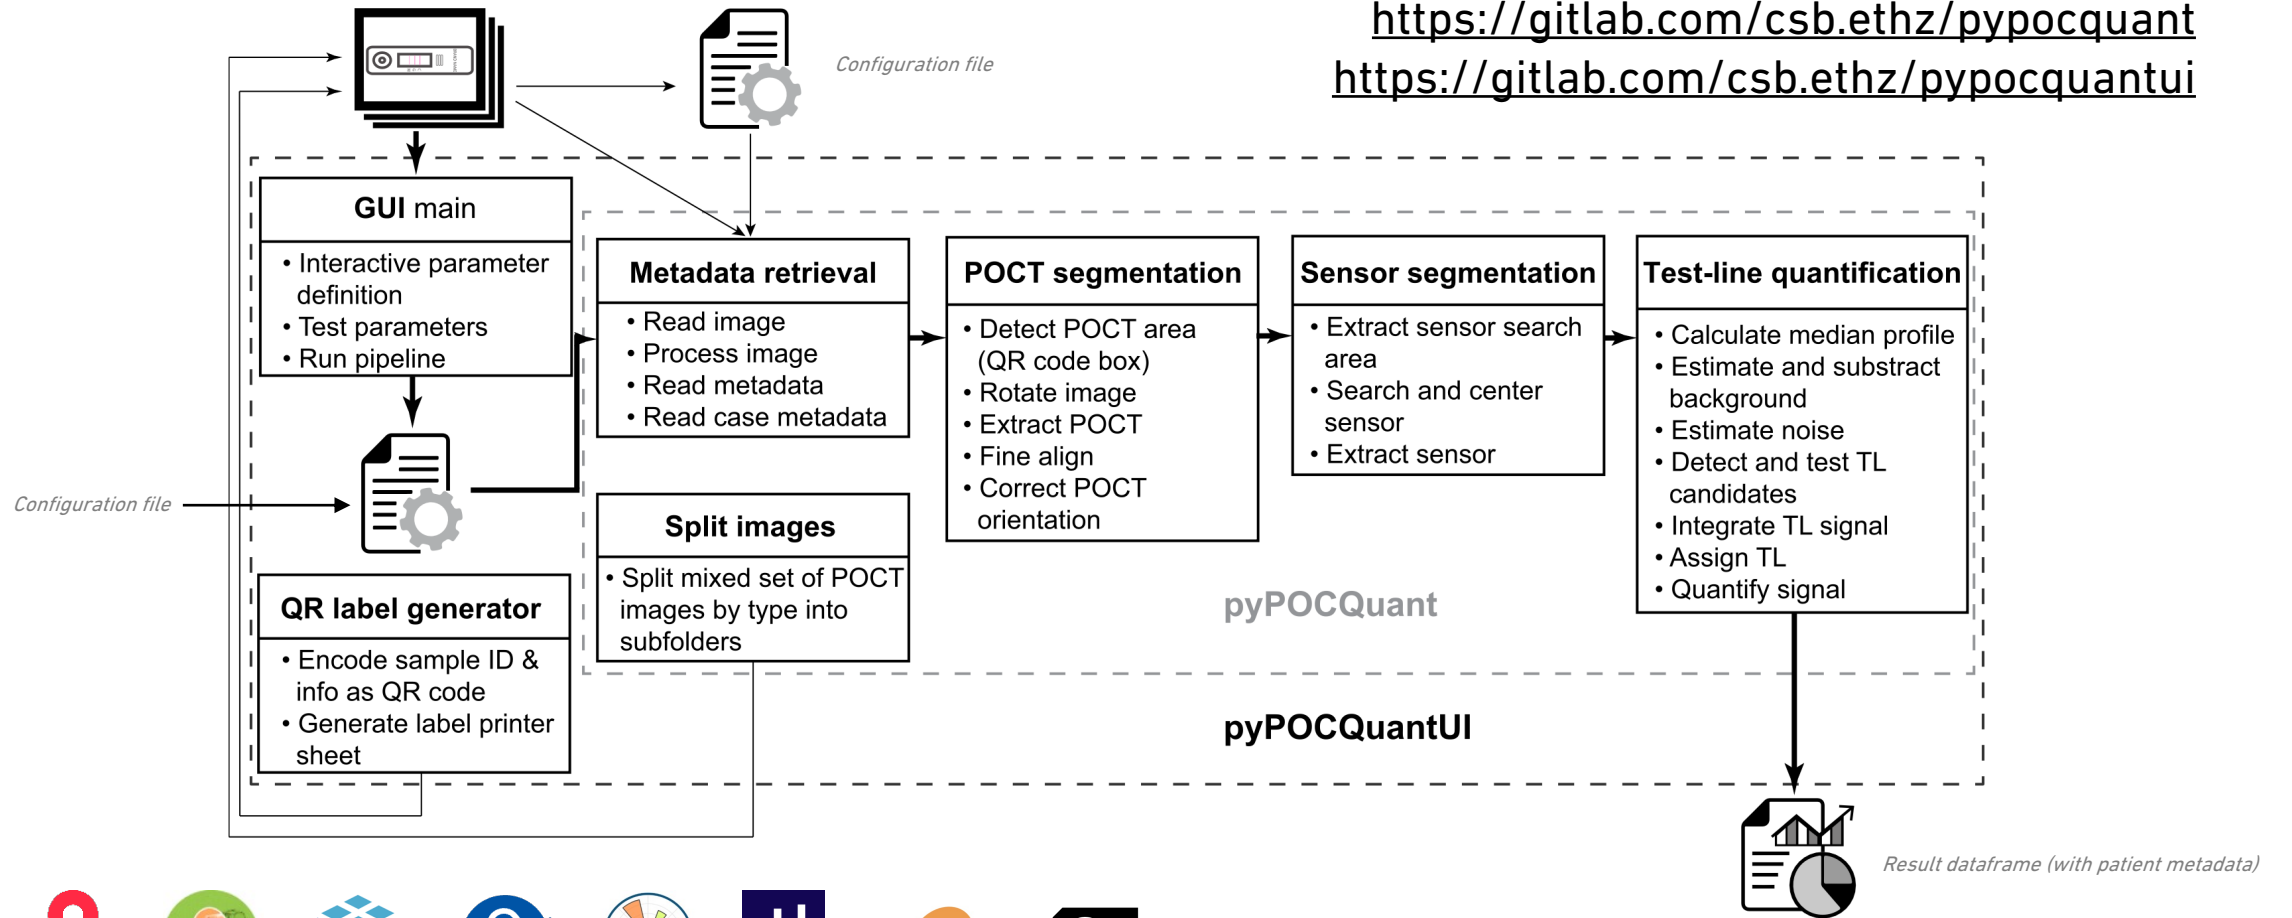 https://gitlab.com/csb.ethz/pypocquant
https://gitlab.com/csb.ethz/pypocquantui
Configuration file
GUI main
• Interactive parameter
definition
• Test parameters
• Run pipeline
Configuration file
QR label generator
• Encode sample ID &
info as QR code
• Generate label printer
sheet
Metadata retrieval
• Read image
• Process image
• Read metadata
• Read case metadata
Split images
• Split mixed set of POCT
images by type into
subfolders
POCT segmentation
• Detect POCT area
(QR code box)
• Rotate image
• Extract POCT
• Fine align
• Correct POCT
orientation
Sensor segmentation
• Extract sensor search
area
• Search and center
sensor
• Extract sensor
Test-line quantification
• Calculate median profile
• Estimate and substract
background
• Estimate noise
• Detect and test TL
candidates
• Integrate TL signal
• Assign TL
• Quantify signal
pyPOCQuant
pyPOCQuantUI
Result dataframe (with patient metadata)